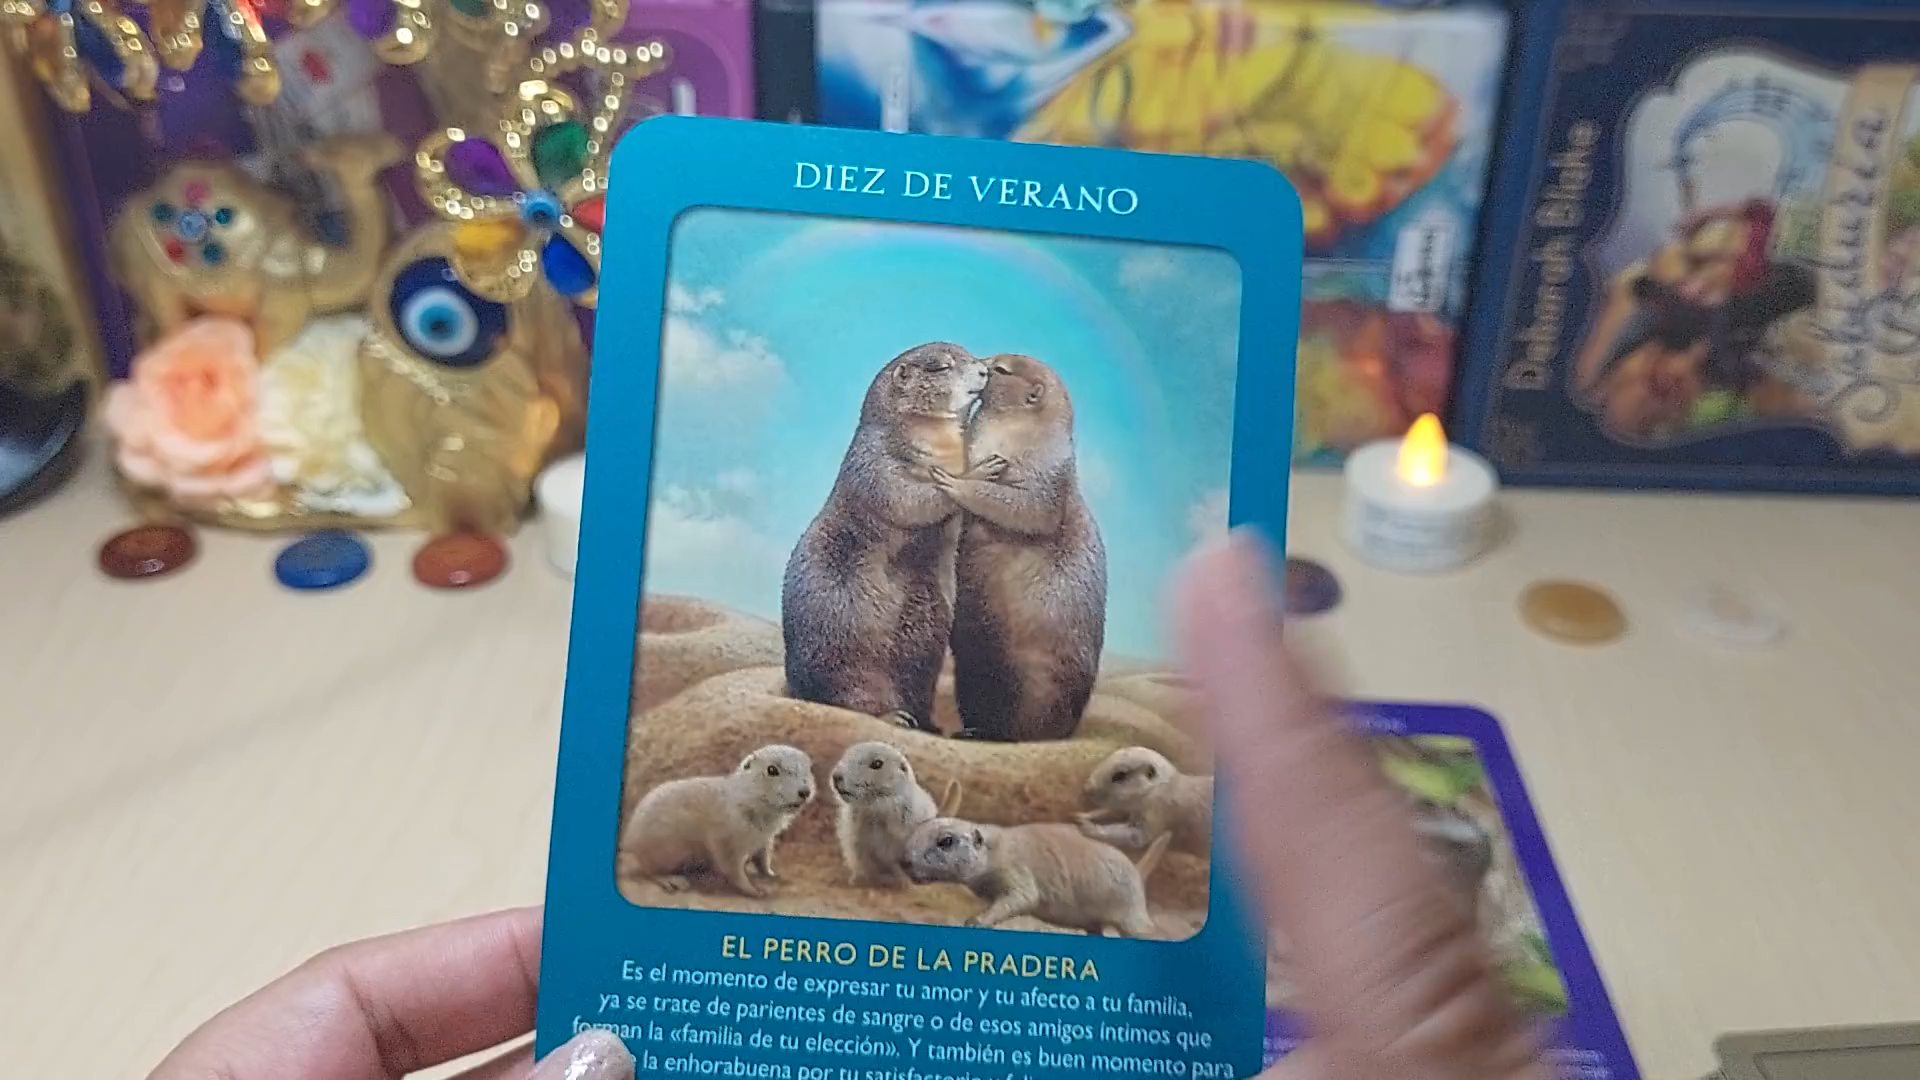 DIEZ DE VERANO
EL PERRO DE LA PRADERA
Es el momento de expresar tu amor y tu afecto a tu familia,
ya se trate de parientes de sangre o de esos amigos íntimos que
forman la «familia de tu elección». Y también es buen momento para
la enhorabuena por tu
Deborah Blake